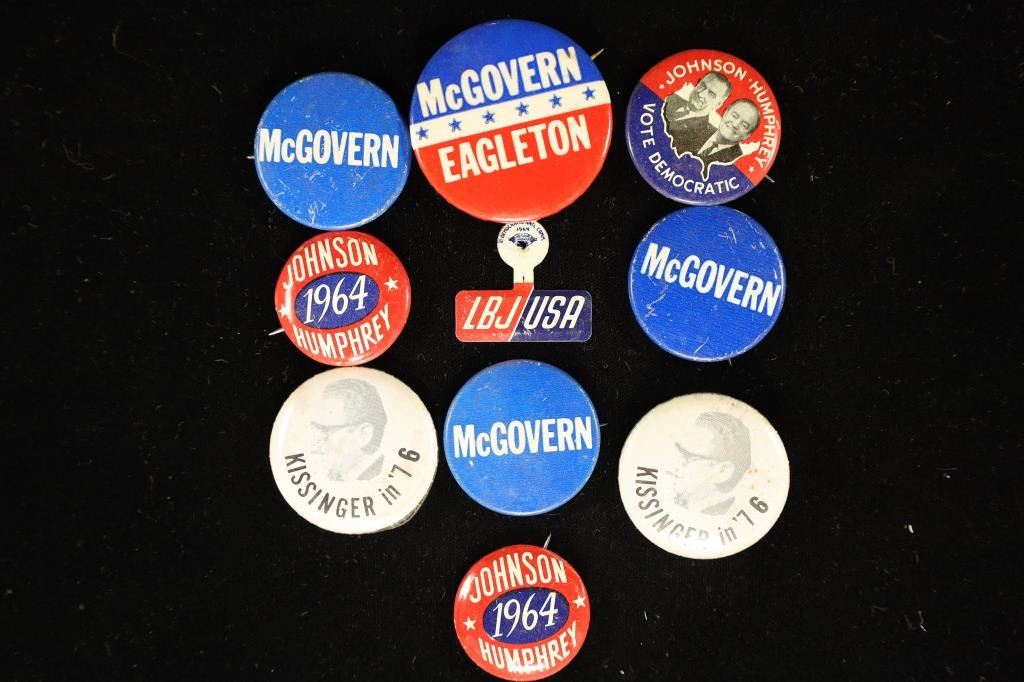 McGOVERN
McGOVERN
EAGLETON
JOHNSON · HUMPHREY
VOTE DEMOCRATIC
JOHNSON
1964
HUMPHREY
1964
LBJ USA
McGOVERN
KISSINGER in '76
McGOVERN
KISSINGER in '76
JOHNSON
1964
HUMPHREY